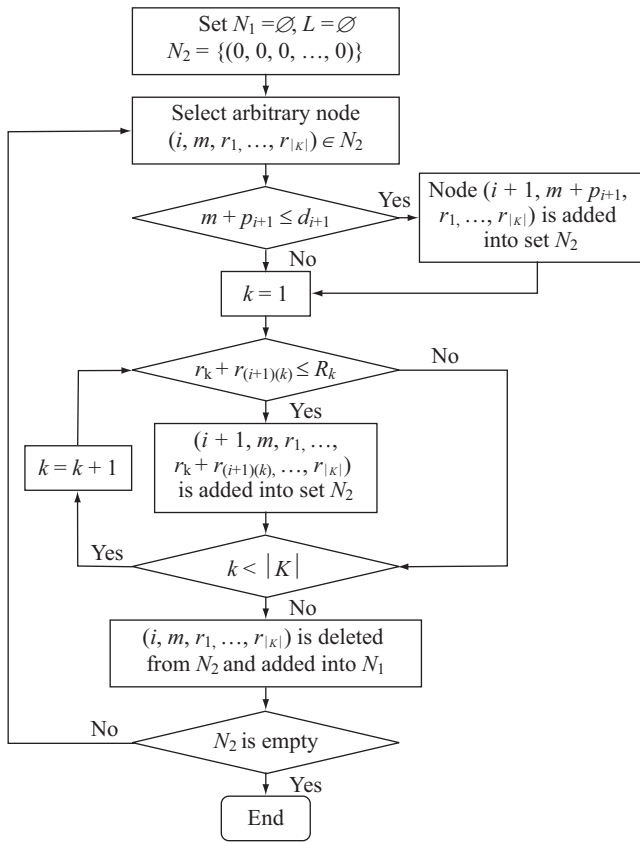 Set N₁ =∅, L = ∅
N₂ = {(0, 0, 0, …, 0)}
Select arbitrary node
(i, m, r₁, …, r|K|) ∈ N₂
m + pᵢ₊₁ ≤ dᵢ₊₁
Yes
Node (i + 1, m + pᵢ₊₁,
r₁, …, r|K|) is added
into set N₂
No
k = 1
rₖ + r₍ᵢ₊₁₎₍ₖ₎ ≤ Rₖ
No
Yes
(i + 1, m, r₁, …,
rₖ + r₍ᵢ₊₁₎₍ₖ₎, …, r|K|)
is added into set N₂
k = k + 1
Yes
k < |K|
No
(i, m, r₁, …, r|K|) is deleted
from N₂ and added into N₁
No
N₂ is empty
Yes
End